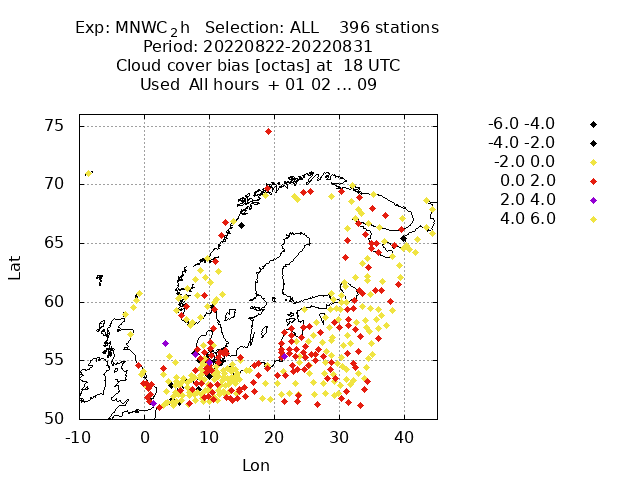 Exp: MNWC2h Selection: ALL 396 stations
Period: 20220822-20220831
Cloud cover bias [octas] at 18 UTC
Used All hours + 01 02 ... 09
75
70
65
60
55
50
-10 0 10 20 30 40
Lat
Lon
-6.0 -4.0
-4.0 -2.0
-2.0 0.0
0.0 2.0
2.0 4.0
4.0 6.0